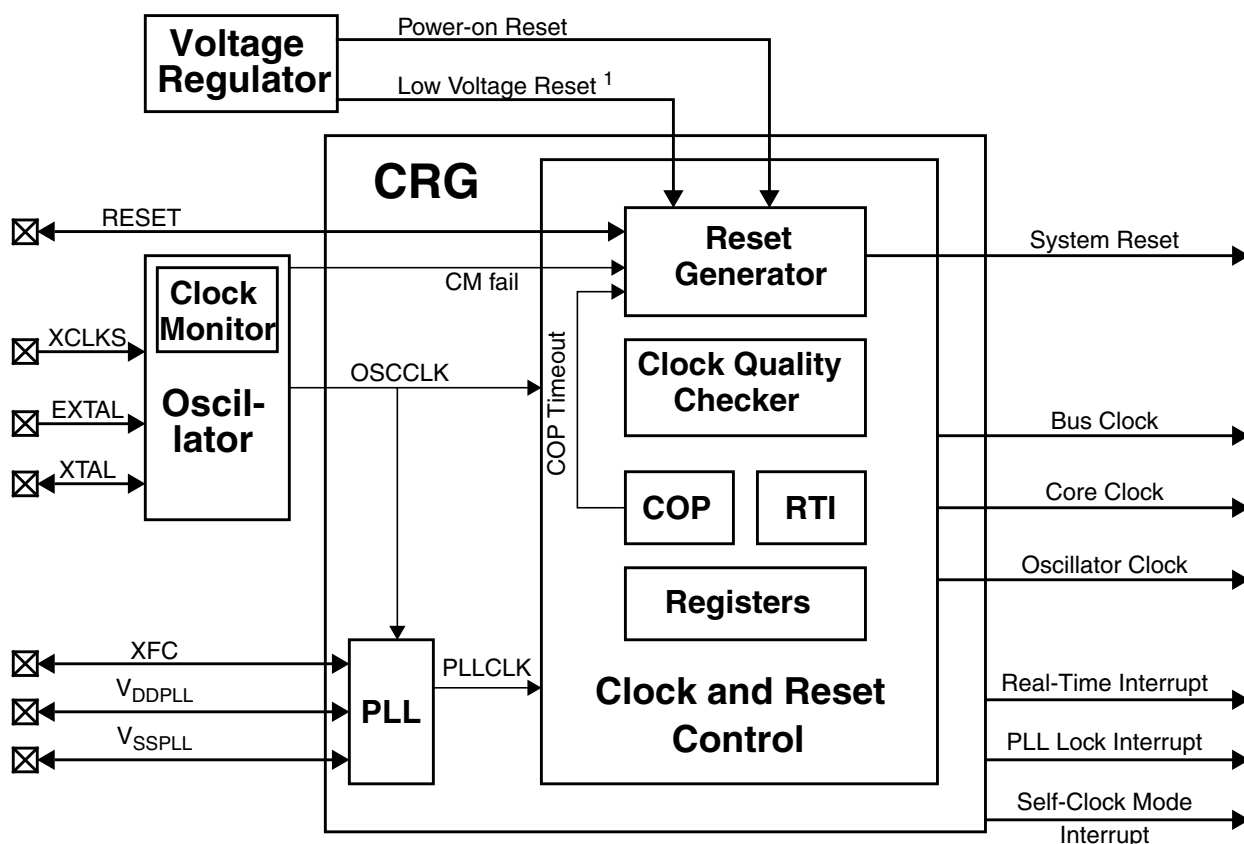 Voltage
Regulator
Power-on Reset
Low Voltage Reset 1
CRG
RESET
Reset
Generator
System Reset
CM fail
Clock
Monitor
XCLKS
OSCCLK
COP Timeout
Clock Quality
Checker
EXTAL
Oscil-
lator
Bus Clock
XTAL
COP
RTI
Core Clock
Oscillator Clock
Registers
XFC
VDDPLL
VSSPLL
PLL
PLLCLK
Clock and Reset
Control
Real-Time Interrupt
PLL Lock Interrupt
Self-Clock Mode
Interrupt